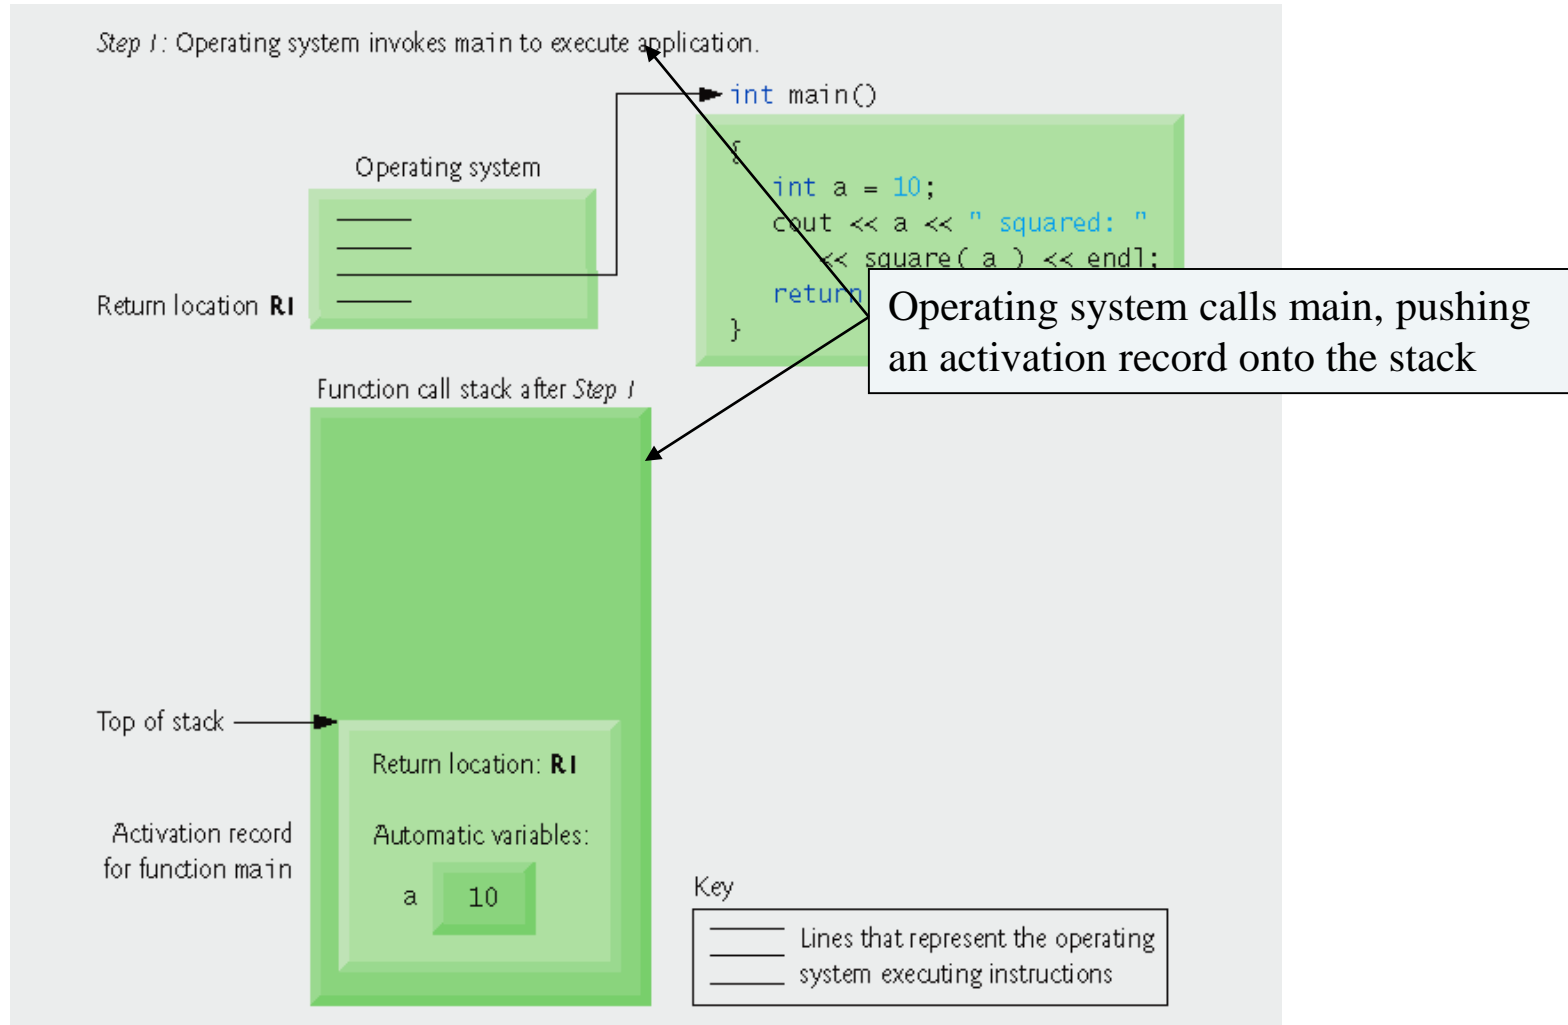 Step 1: Operating system invokes main to execute application.
int main()
{
int a = 10;
cout << a << " squared: "
<< square( a ) << endl;
return
}
Operating system
Return location R1
Operating system calls main, pushing
an activation record onto the stack
Function call stack after Step 1
Top of stack
Return location: R1
Activation record
for function main
Automatic variables:
a 10
Key
Lines that represent the operating
system executing instructions